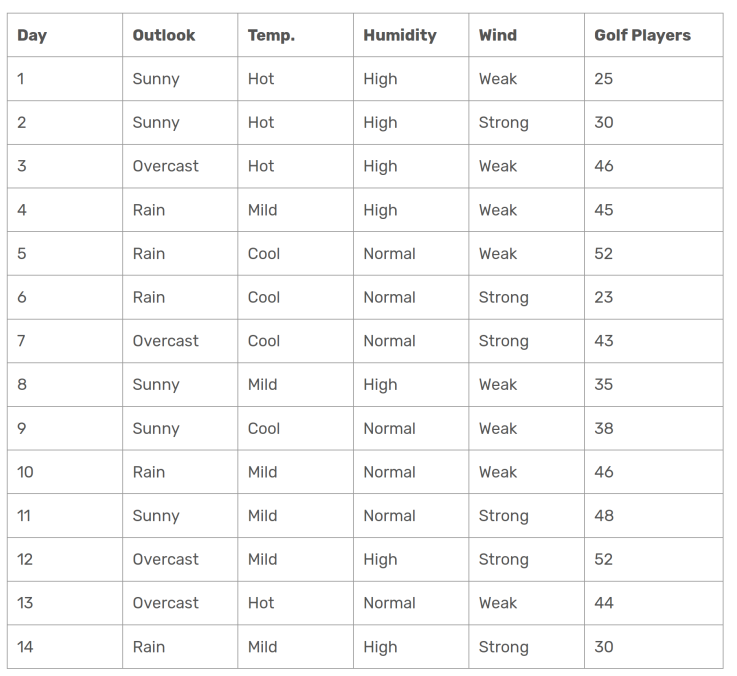 Day Outlook Temp. Humidity Wind Golf Players
1 Sunny Hot High Weak 25
2 Sunny Hot High Strong 30
3 Overcast Hot High Weak 46
4 Rain Mild High Weak 45
5 Rain Cool Normal Weak 52
6 Rain Cool Normal Strong 23
7 Overcast Cool Normal Strong 43
8 Sunny Mild High Weak 35
9 Sunny Cool Normal Weak 38
10 Rain Mild Normal Weak 46
11 Sunny Mild Normal Strong 48
12 Overcast Mild High Strong 52
13 Overcast Hot Normal Weak 44
14 Rain Mild High Strong 30